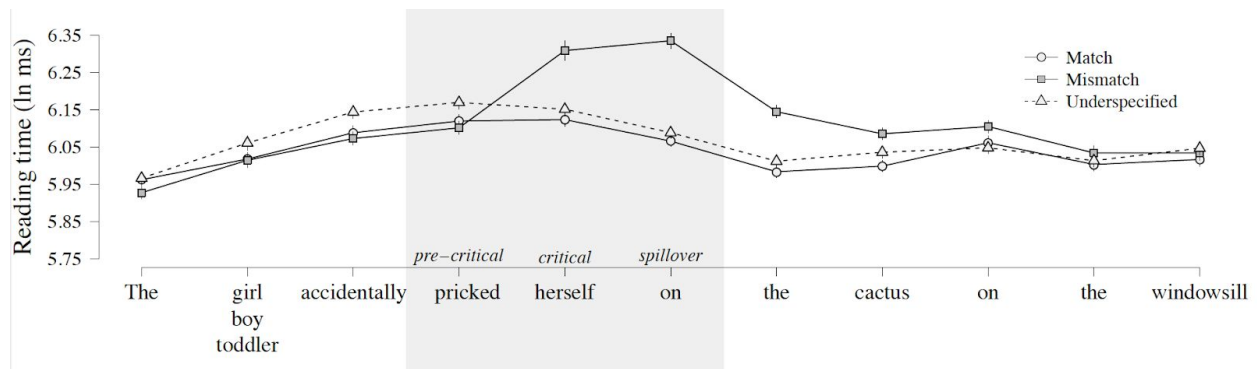 Reading time (ln ms)
6.35
6.25
6.15
6.05
5.95
5.85
5.75
Match
Mismatch
Underspecified
pre−critical critical spillover
The girl accidentally pricked herself on the cactus on the windowsill
boy
toddler